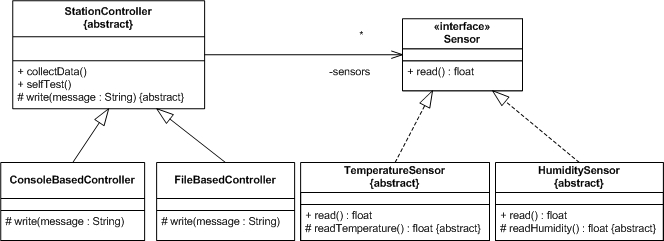 StationController
{abstract}
+ collectData()
+ selfTest()
# write(message : String) {abstract}
*
-sensors
«interface»
Sensor
+ read() : float
ConsoleBasedController
# write(message : String)
FileBasedController
# write(message : String)
TemperatureSensor
{abstract}
+ read() : float
# readTemperature() : float {abstract}
HumiditySensor
{abstract}
+ read() : float
# readHumidity() : float {abstract}